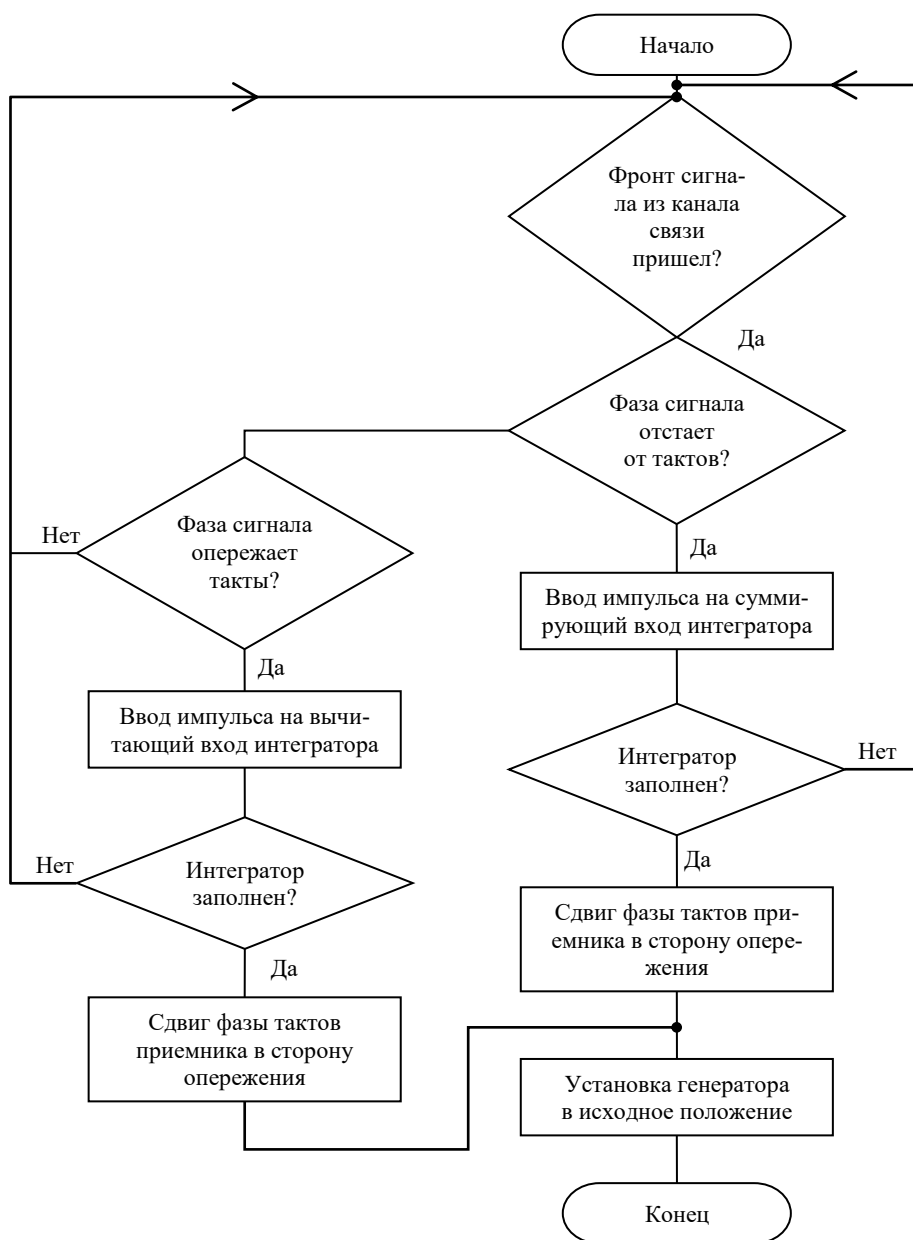 Начало
Фронт сигна-
ла из канала
связи
пришел?
Да
Фаза сигнала
отстает
от тактов?
Нет
Фаза сигнала
опережает
такты?
Да
Ввод импульса на сумми-
рующий вход интегратора
Да
Ввод импульса на вычи-
тающий вход интегратора
Интегратор
заполнен?
Нет
Нет
Интегратор
заполнен?
Да
Сдвиг фазы тактов при-
емника в сторону опере-
жения
Да
Сдвиг фазы тактов
приемника в сторону
опережения
Установка генератора
в исходное положение
Конец